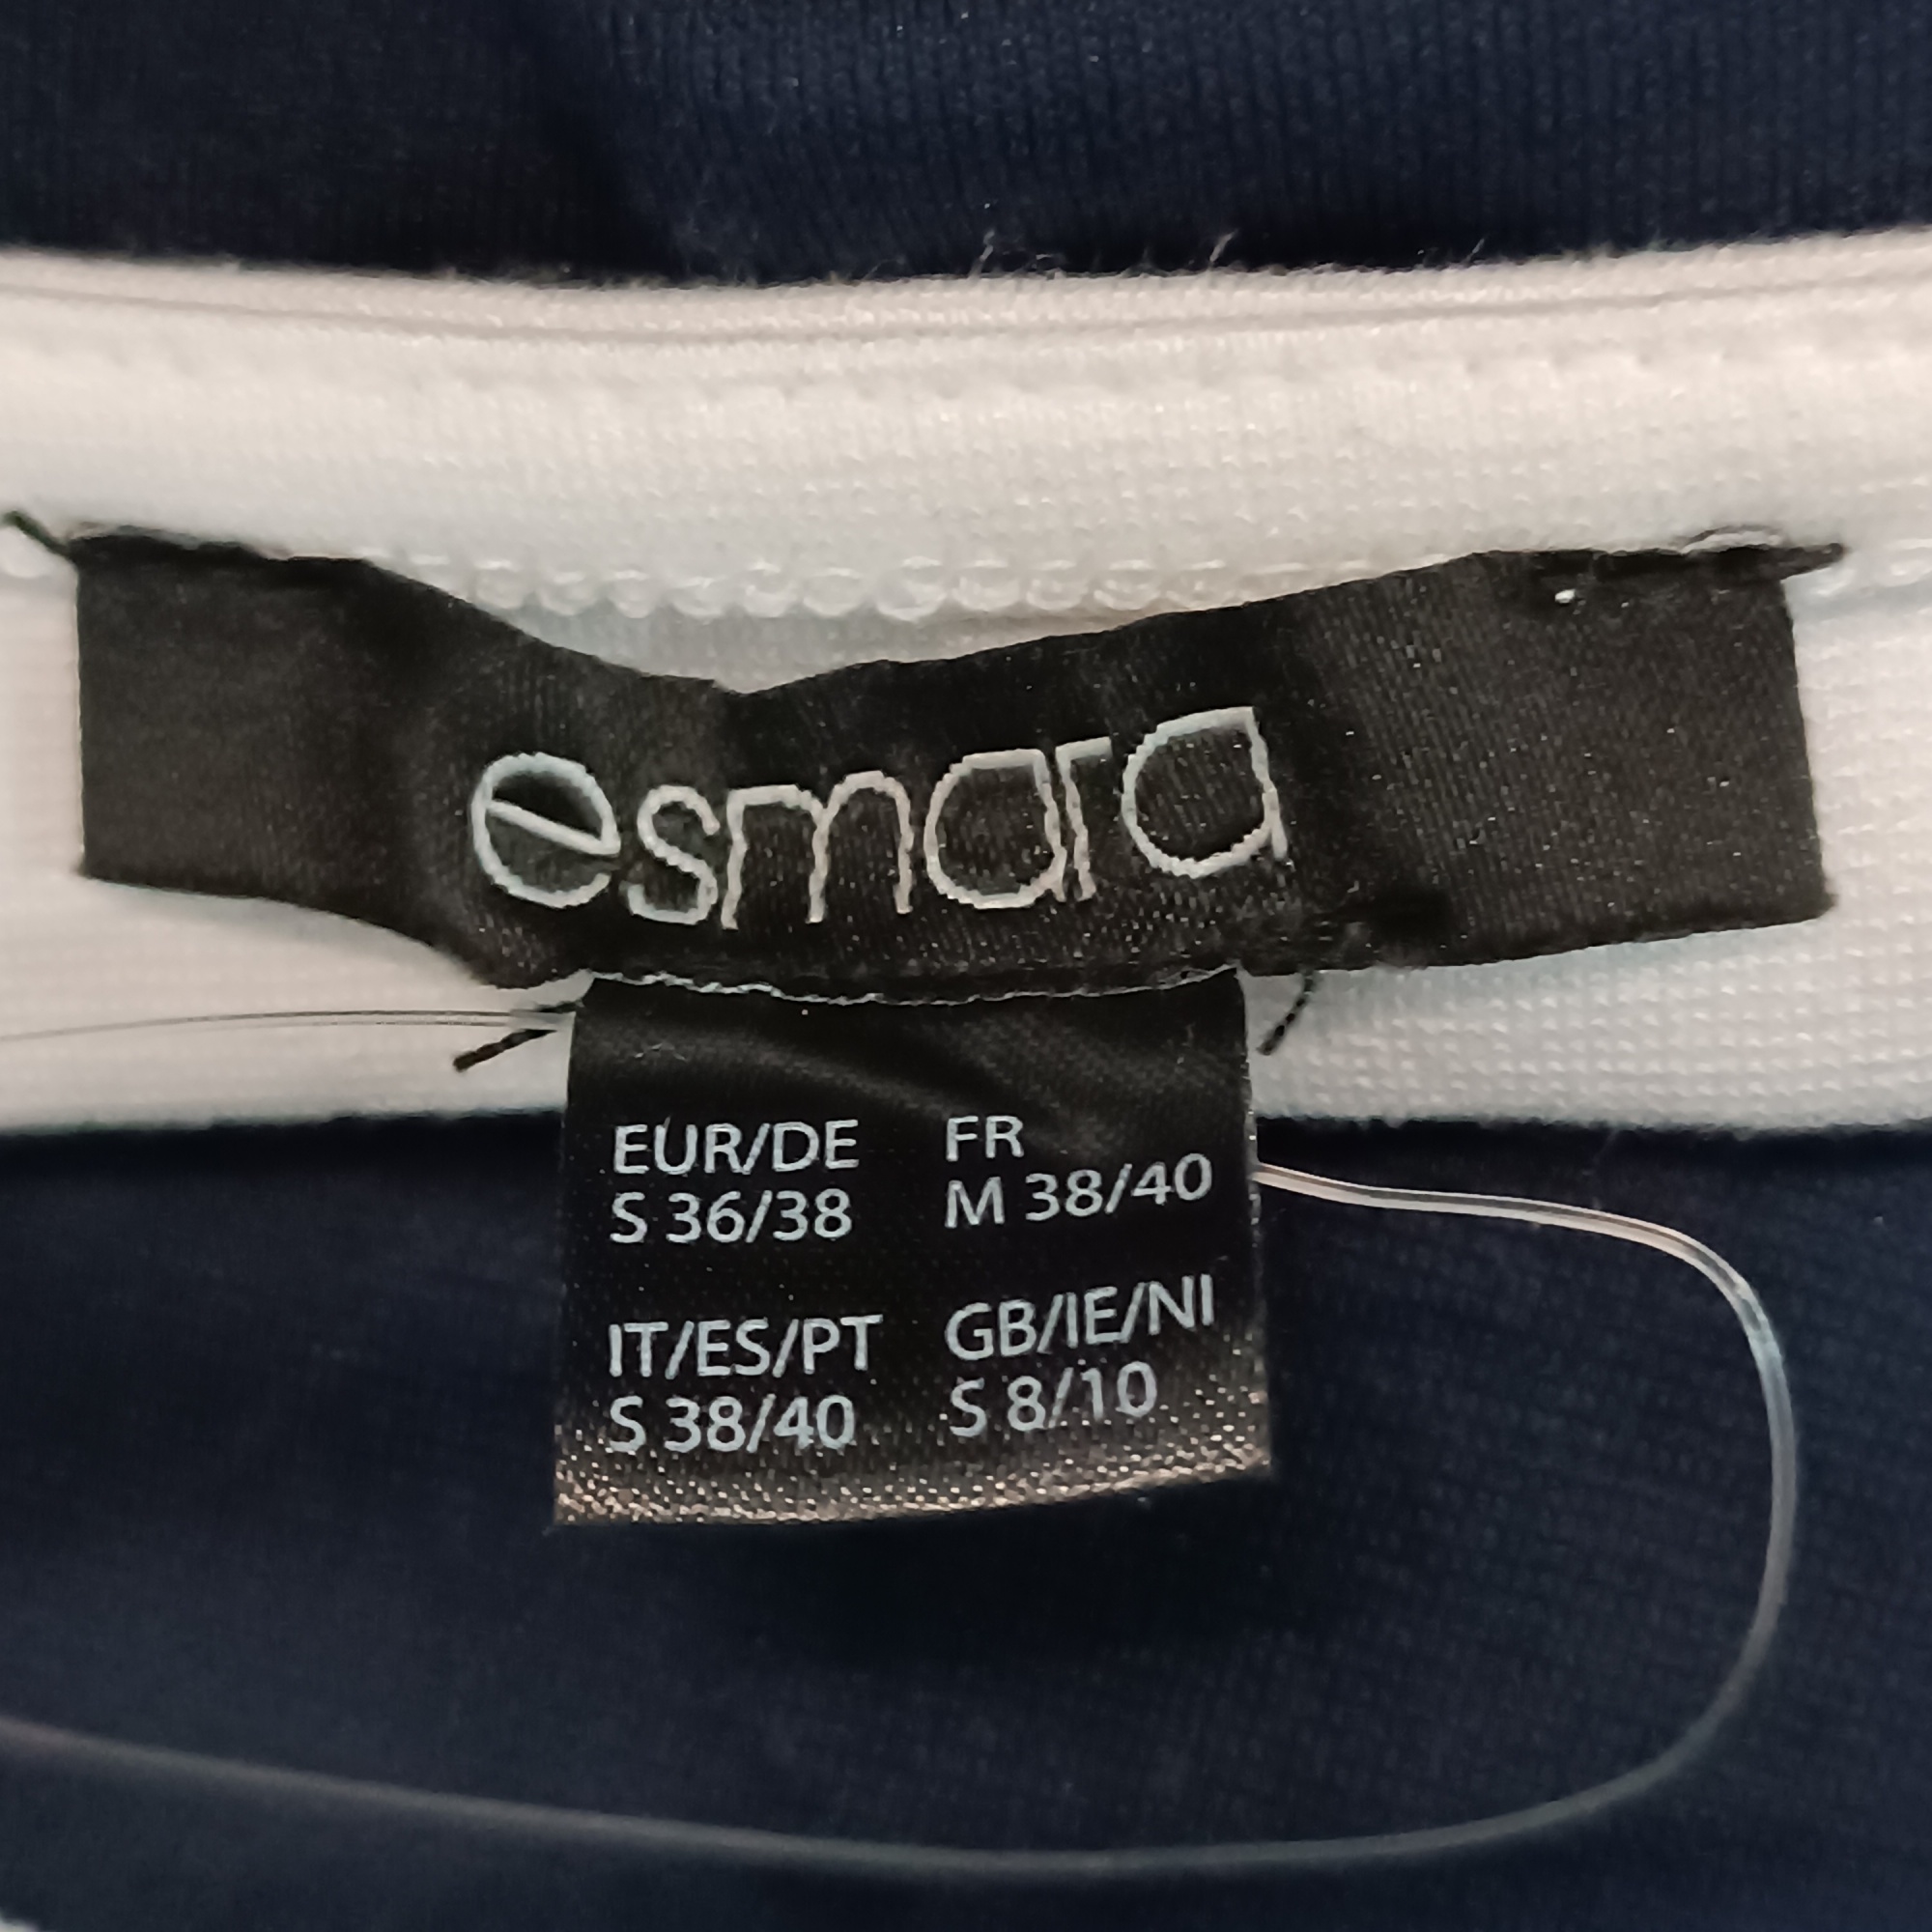 esmara
EUR/DE FR
S 36/38 M 38/40
IT/ES/PT GB/IE/NI
S 38/40 S 8/10